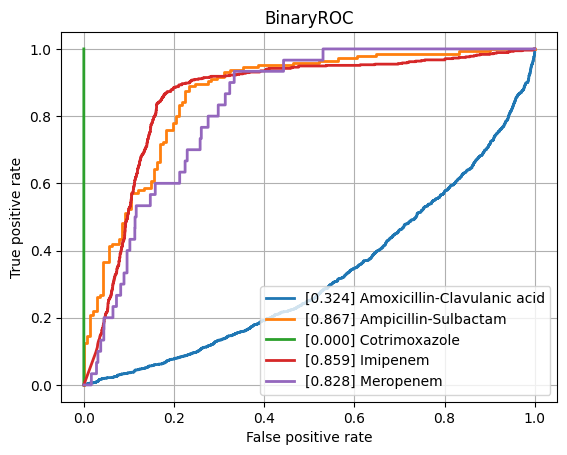 BinaryROC
True positive rate
1.0
0.8
0.6
0.4
0.2
0.0
[0.324] Amoxicillin-Clavulanic acid
[0.867] Ampicillin-Sulbactam
[0.000] Cotrimoxazole
[0.859] Imipenem
[0.828] Meropenem
0.0 0.2 0.4 0.6 0.8 1.0
False positive rate